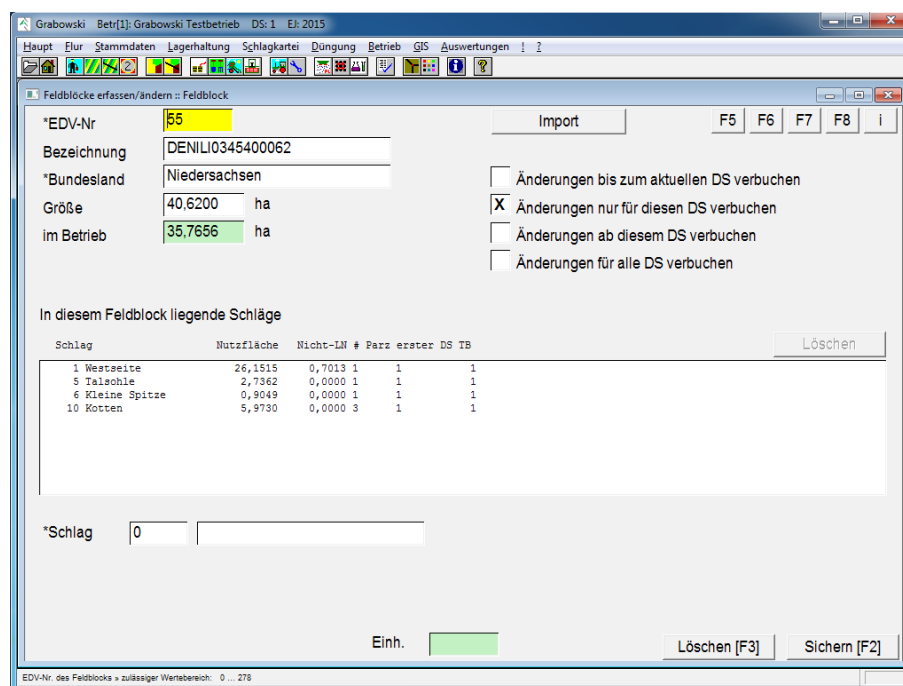 Grabowski Betr[1]: Grabowski Testbetrieb DS: 1 EJ: 2015
Haupt Flur Stammdaten Lagerhaltung Schlagkartei Düngung Betrieb GIS Auswertungen ! ?
Feldblöcke erfassen/ändern :: Feldblock
*EDV-Nr 55 Import F5 F6 F7 F8 i
Bezeichnung DENILI0345400062
*Bundesland Niedersachsen
Änderungen bis zum aktuellen DS verbuchen
Größe 40,6200 ha
X Änderungen nur für diesen DS verbuchen
im Betrieb 35,7656 ha
Änderungen ab diesem DS verbuchen
Änderungen für alle DS verbuchen
In diesem Feldblock liegende Schläge
Schlag Nutzfläche Nicht-LN # Parz erster DS TB Löschen
1 Westseite 26,1515 0,7013 1 1 1
5 Talsohle 2,7362 0,0000 1 1 1
6 Kleine Spitze 0,9049 0,0000 1 1 1
10 Kotten 5,9730 0,0000 3 1 1
*Schlag 0
Einh.
Löschen [F3] Sichern [F2]
EDV-Nr. des Feldblocks » zulässiger Wertebereich: 0 ... 278